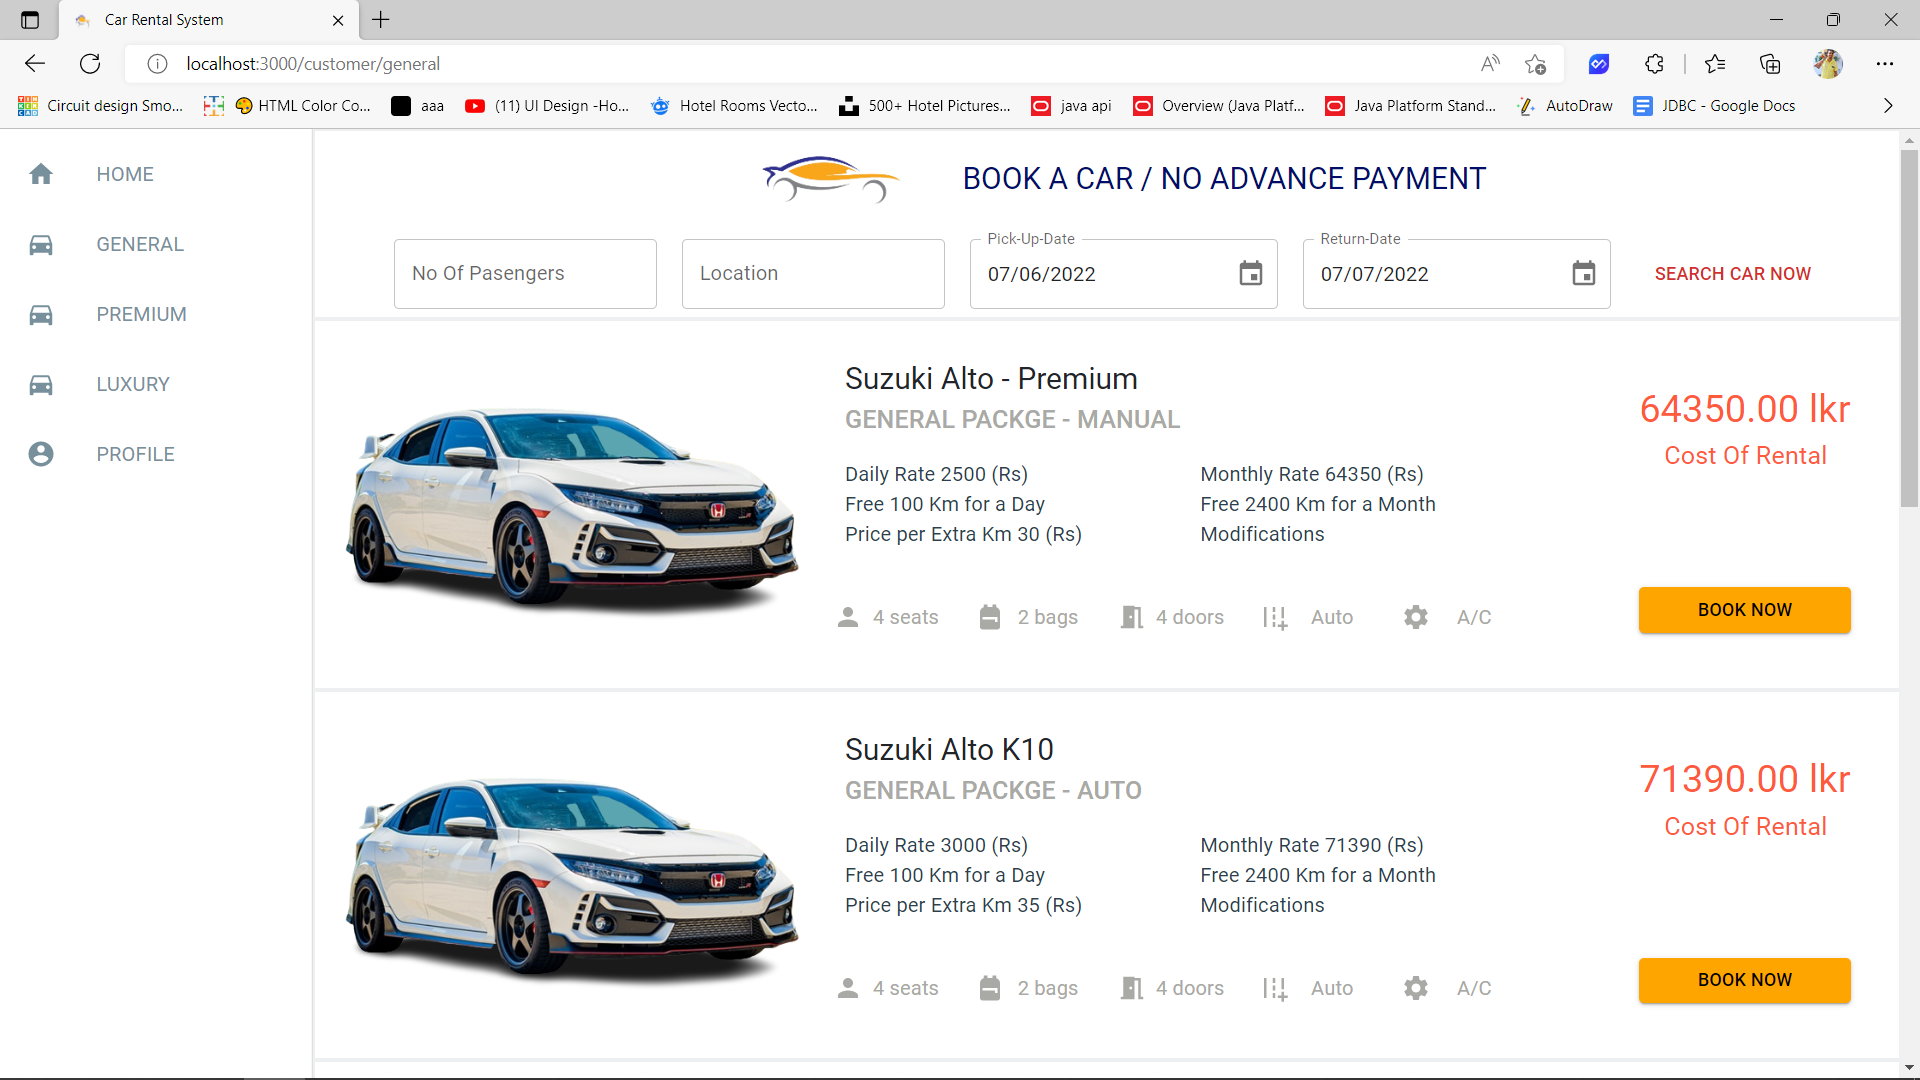 Car Rental System
localhost:3000/customer/general
Circuit design Smo...
HTML Color Co...
aaa
(11) UI Design -Ho...
Hotel Rooms Vecto...
500+ Hotel Pictures...
java api
Overview (Java Platf...
Java Platform Stand...
AutoDraw
JDBC - Google Docs
HOME
GENERAL
PREMIUM
LUXURY
PROFILE
BOOK A CAR / NO ADVANCE PAYMENT
No Of Pasengers
Location
Pick-Up-Date
07/06/2022
Return-Date
07/07/2022
SEARCH CAR NOW
Suzuki Alto - Premium
GENERAL PACKGE - MANUAL
Daily Rate 2500 (Rs)
Free 100 Km for a Day
Price per Extra Km 30 (Rs)
Monthly Rate 64350 (Rs)
Free 2400 Km for a Month
Modifications
4 seats
2 bags
4 doors
Auto
A/C
64350.00 lkr
Cost Of Rental
BOOK NOW
Suzuki Alto K10
GENERAL PACKGE - AUTO
Daily Rate 3000 (Rs)
Free 100 Km for a Day
Price per Extra Km 35 (Rs)
Monthly Rate 71390 (Rs)
Free 2400 Km for a Month
Modifications
4 seats
2 bags
4 doors
Auto
A/C
71390.00 lkr
Cost Of Rental
BOOK NOW